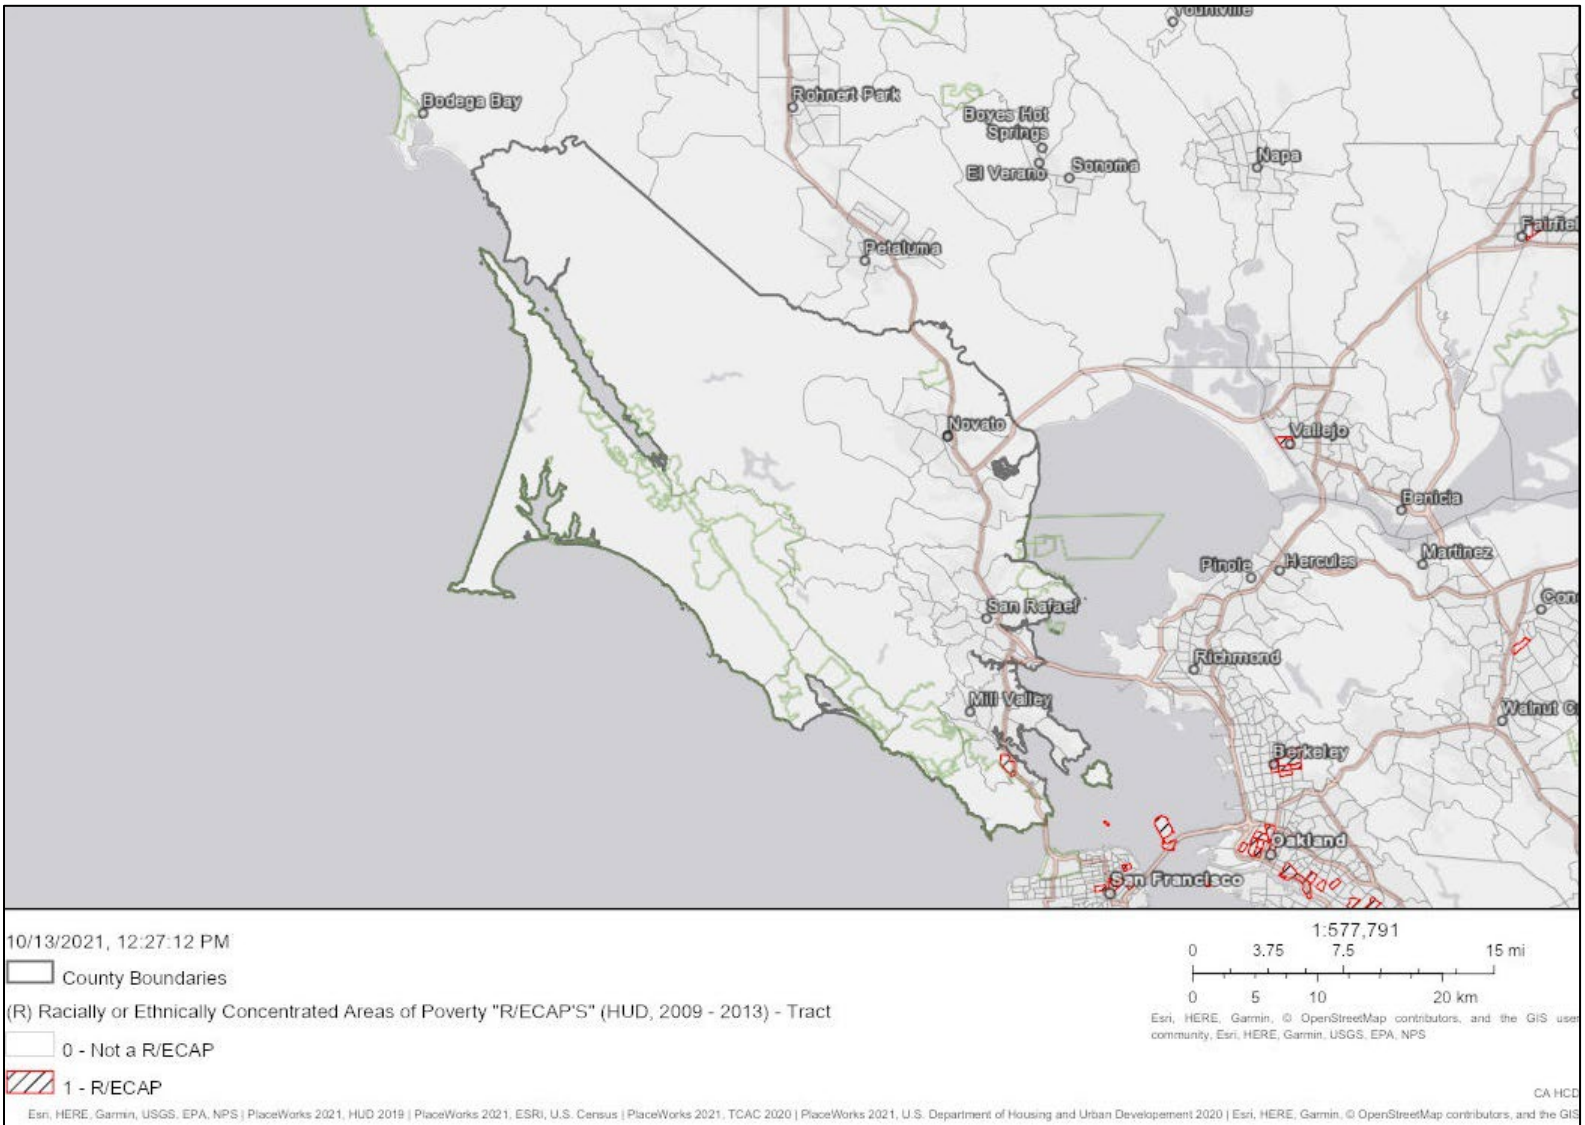 Yountville
Bodega Bay
Rohnert Park
Boyes Hot
Springs
El Verano
Sonoma
Napa
Petaluma
Fairfiel
Novato
Vallejo
Benicia
Martinez
Pinole
Hercules
San Rafael
Con
Richmond
Mill Valley
Walnut C
Berkeley
Oakland
San Francisco
10/13/2021, 12:27:12 PM
County Boundaries
(R) Racially or Ethnically Concentrated Areas of Poverty "R/ECAP'S" (HUD, 2009 - 2013) - Tract
0 - Not a R/ECAP
1 - R/ECAP
1:577,791
0 3.75 7.5 15 mi
0 5 10 20 km
Esri, HERE, Garmin, © OpenStreetMap contributors, and the GIS user
community, Esri, HERE, Garmin, USGS, EPA, NPS
CA HCD
Esri, HERE, Garmin, USGS, EPA, NPS | PlaceWorks 2021, HUD 2019 | PlaceWorks 2021, ESRI, U.S. Census | PlaceWorks 2021, TCAC 2020 | PlaceWorks 2021, U.S. Department of Housing and Urban Developement 2020 | Esri, HERE, Garmin, © OpenStreetMap contributors, and the GIS